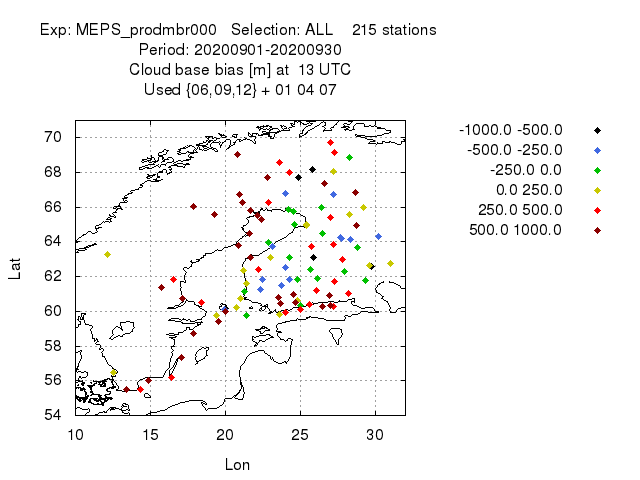 Exp: MEPS_prodmbr000 Selection: ALL 215 stations
Period: 20200901-20200930
Cloud base bias [m] at 13 UTC
Used {06,09,12} + 01 04 07
70
68
66
64
62
60
58
56
54
Lat
10 15 20 25 30
Lon
-1000.0 -500.0
-500.0 -250.0
-250.0 0.0
0.0 250.0
250.0 500.0
500.0 1000.0